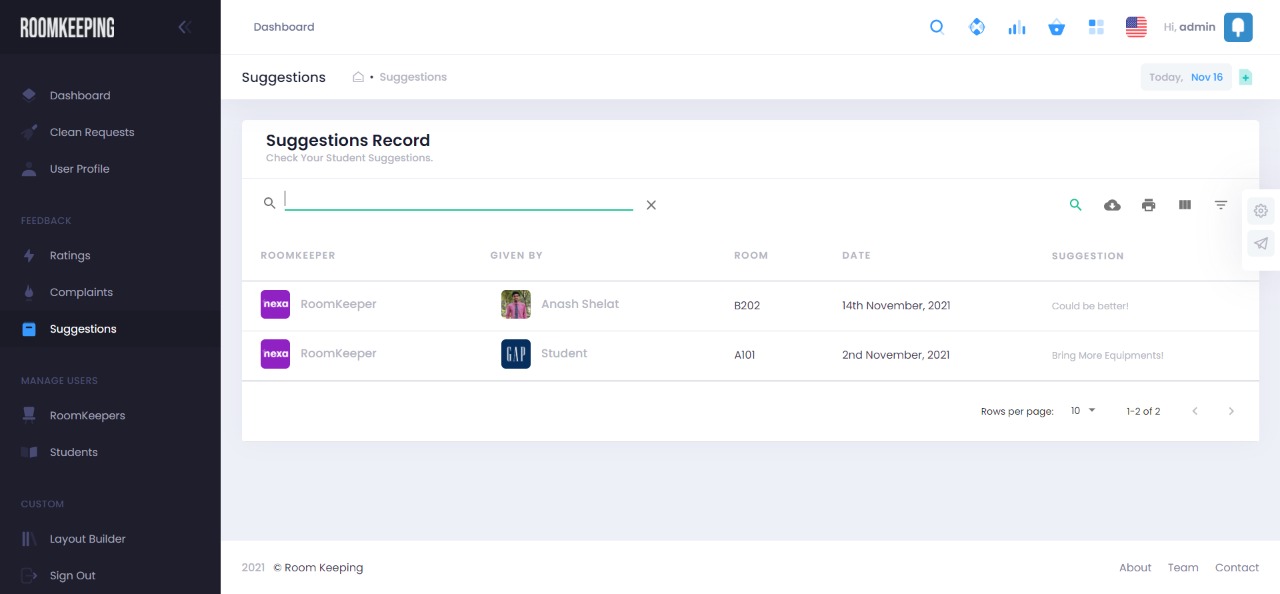 ROOMKEEPING
Dashboard
Hi, admin
Suggestions • Suggestions
Today, Nov 16
Dashboard
Clean Requests
User Profile
FEEDBACK
Ratings
Complaints
Suggestions
MANAGE USERS
RoomKeepers
Students
CUSTOM
Layout Builder
Sign Out
Suggestions Record
Check Your Student Suggestions.
ROOMKEEPER GIVEN BY ROOM DATE SUGGESTION
nexa RoomKeeper Anash Shelat B202 14th November, 2021 Could be better!
nexa RoomKeeper GAP Student A101 2nd November, 2021 Bring More Equipments!
Rows per page: 10 1-2 of 2
2021 © Room Keeping
About Team Contact